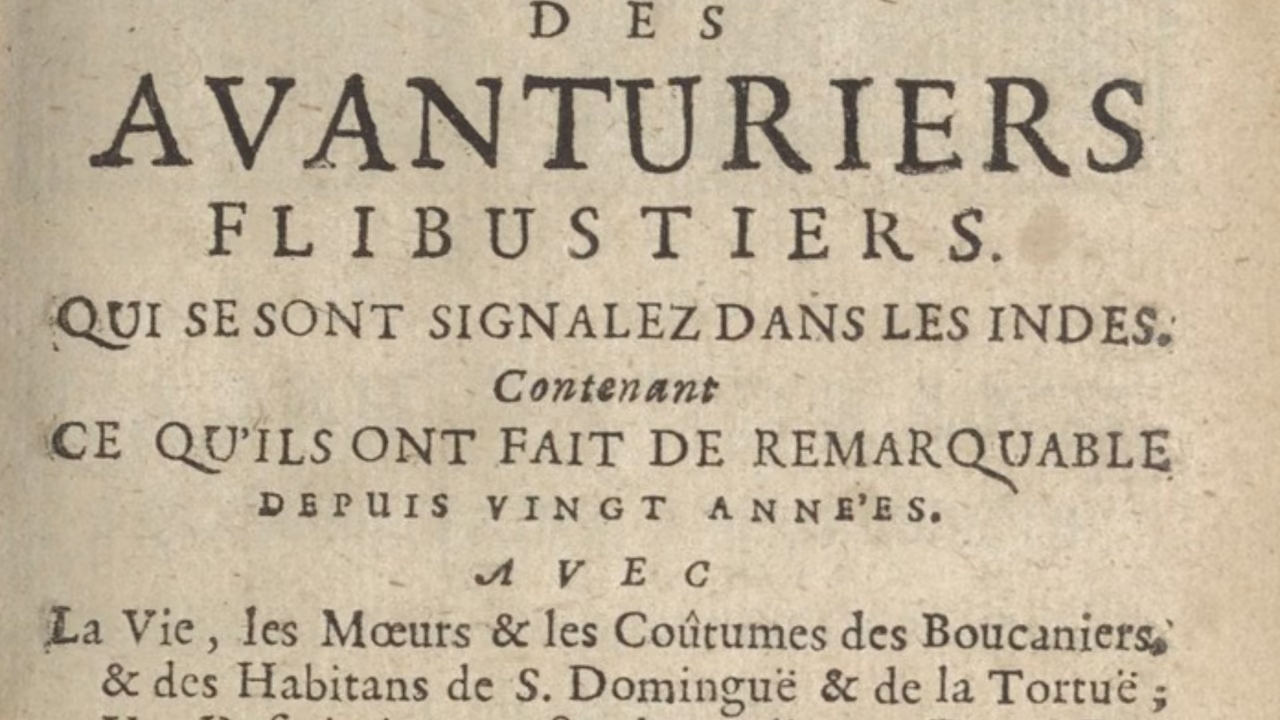 DES
AVANTURIERS
FLIBUSTIERS.
QUI SE SONT SIGNALEZ DANS LES INDES.
Contenant
CE QU'ILS ONT FAIT DE REMARQUABLE
DEPUIS VINGT ANNE'ES.
AVEC
La Vie, les Mœurs & les Coûtumes des Boucaniers,
& des Habitans de S. Dominguë & de la Tortuë ;